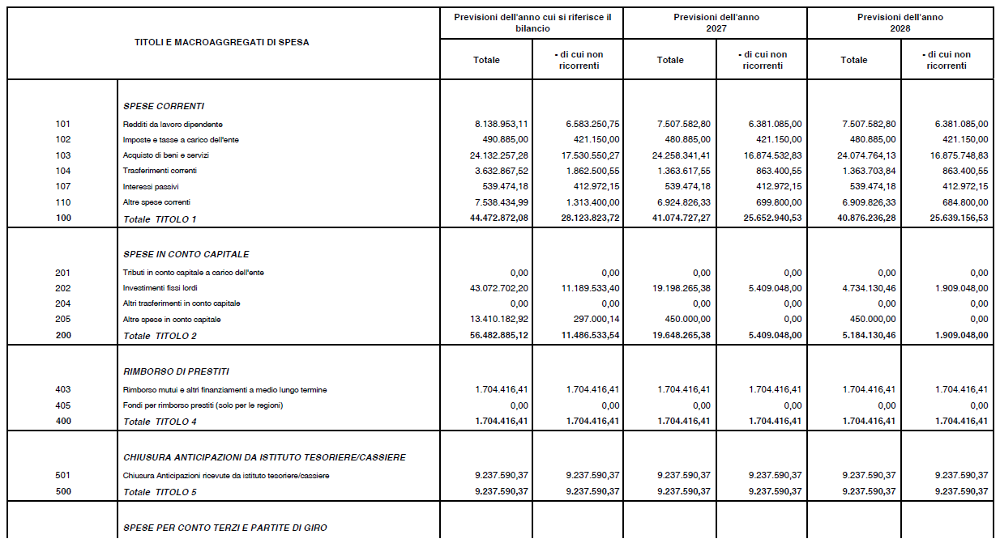 TITOLI E MACROAGGREGATI DI SPESA
Previsioni dell'anno cui si riferisce il
bilancio
Previsioni dell'anno
2027
Previsioni dell'anno
2028
Totale
- di cui non
ricorrenti
Totale
- di cui non
ricorrenti
Totale
- di cui non
ricorrenti
SPESE CORRENTI
101 Redditi da lavoro dipendente 8.138.953,11 6.583.250,75 7.507.582,80 6.381.085,00 7.507.582,80 6.381.085,00
102 Imposte e tasse a carico dell'ente 490.885,00 421.150,00 480.885,00 421.150,00 480.885,00 421.150,00
103 Acquisto di beni e servizi 24.132.257,28 17.530.550,27 24.258.341,41 16.874.532,83 24.074.764,13 16.875.748,83
104 Trasferimenti correnti 3.632.867,52 1.862.500,55 1.363.617,55 863.400,55 1.363.703,84 863.400,55
107 Interessi passivi 539.474,18 412.972,15 539.474,18 412.972,15 539.474,18 412.972,15
110 Altre spese correnti 7.538.434,99 1.313.400,00 6.924.826,33 699.800,00 6.909.826,33 684.800,00
100 Totale TITOLO 1 44.472.872,08 28.123.823,72 41.074.727,27 25.652.940,53 40.876.236,28 25.639.156,53
SPESE IN CONTO CAPITALE
201 Tributi in conto capitale a carico dell'ente 0,00 0,00 0,00 0,00 0,00 0,00
202 Investimenti fissi lordi 43.072.702,20 11.189.533,40 19.198.265,38 5.409.048,00 4.734.130,46 1.909.048,00
204 Altri trasferimenti in conto capitale 0,00 0,00 0,00 0,00 0,00 0,00
205 Altre spese in conto capitale 13.410.182,92 297.000,14 450.000,00 0,00 450.000,00 0,00
200 Totale TITOLO 2 56.482.885,12 11.486.533,54 19.648.265,38 5.409.048,00 5.184.130,46 1.909.048,00
RIMBORSO DI PRESTITI
403 Rimborso mutui e altri finanziamenti a medio lungo termine 1.704.416,41 1.704.416,41 1.704.416,41 1.704.416,41 1.704.416,41 1.704.416,41
405 Fondi per rimborso prestiti (solo per le regioni) 0,00 0,00 0,00 0,00 0,00 0,00
400 Totale TITOLO 4 1.704.416,41 1.704.416,41 1.704.416,41 1.704.416,41 1.704.416,41 1.704.416,41
CHIUSURA ANTICIPAZIONI DA ISTITUTO TESORIERE/CASSIERE
501 Chiusura Anticipazioni ricevute da istituto tesoriere/cassiere 9.237.590,37 9.237.590,37 9.237.590,37 9.237.590,37 9.237.590,37 9.237.590,37
500 Totale TITOLO 5 9.237.590,37 9.237.590,37 9.237.590,37 9.237.590,37 9.237.590,37 9.237.590,37
SPESE PER CONTO TERZI E PARTITE DI GIRO